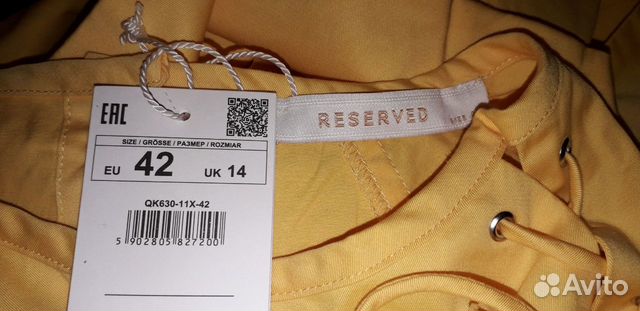 EAC
SIZE / GRÖSSE / РАЗМЕР / ROZMIAR
EU 42 UK 14
QK630-11X-42
5 902805 827200
RESERVED
Avito